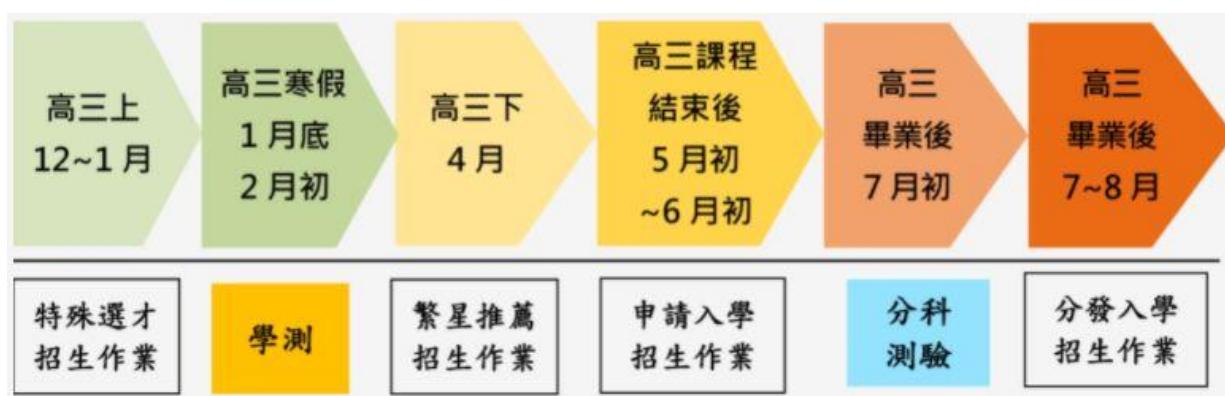 高三上
12~1 月
高三寒假
1 月底
2 月初
高三下
4 月
高三課程
結束後
5 月初
~6 月初
高三
畢業後
7 月初
高三
畢業後
7~8 月
特殊選才
招生作業
學測
繁星推薦
招生作業
申請入學
招生作業
分科
測驗
分發入學
招生作業